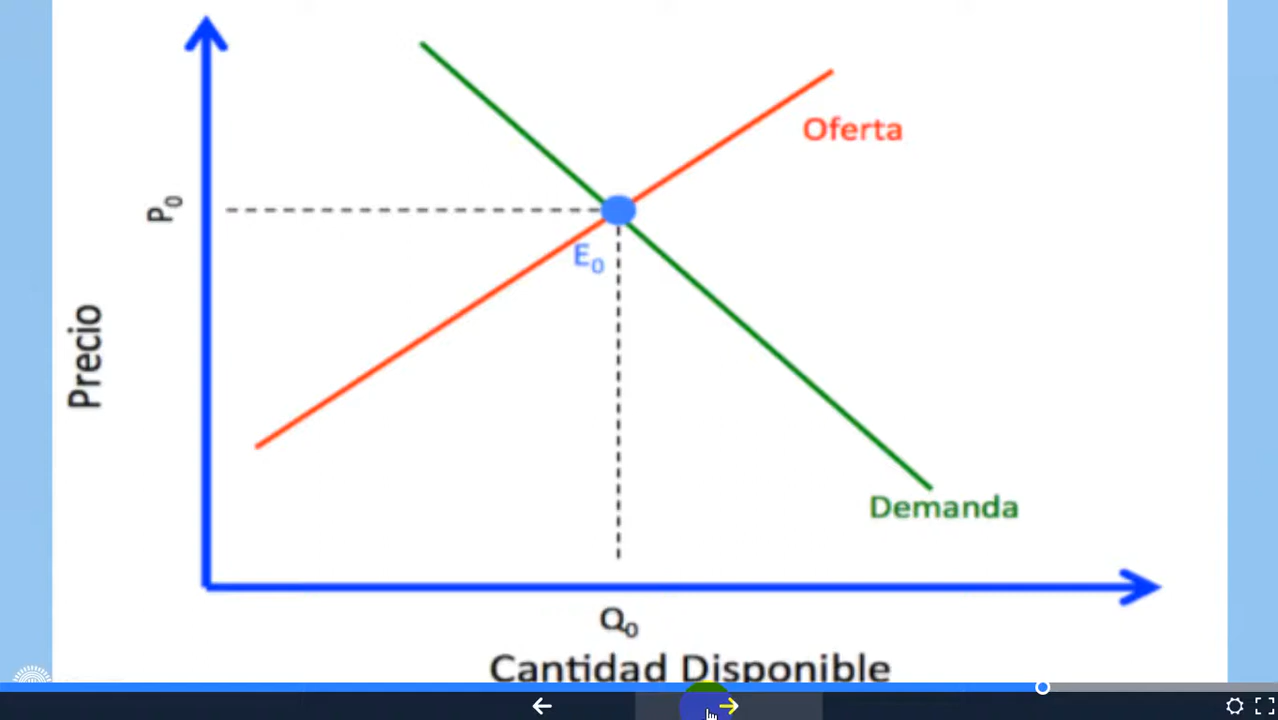 Oferta
P₀
E₀
Precio
Demanda
Q₀
Cantidad Disponible